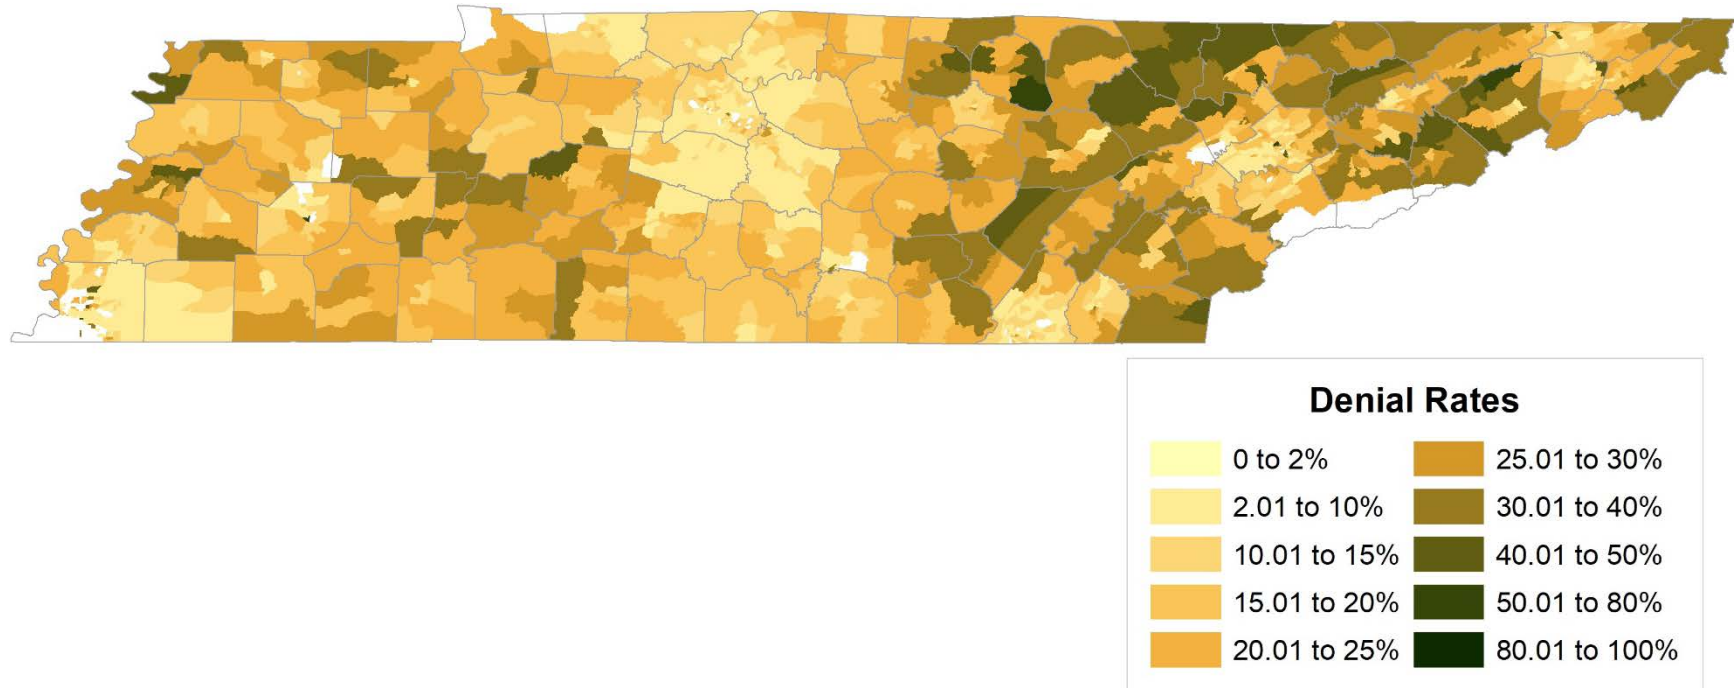 Denial Rates
0 to 2%
2.01 to 10%
10.01 to 15%
15.01 to 20%
20.01 to 25%
25.01 to 30%
30.01 to 40%
40.01 to 50%
50.01 to 80%
80.01 to 100%